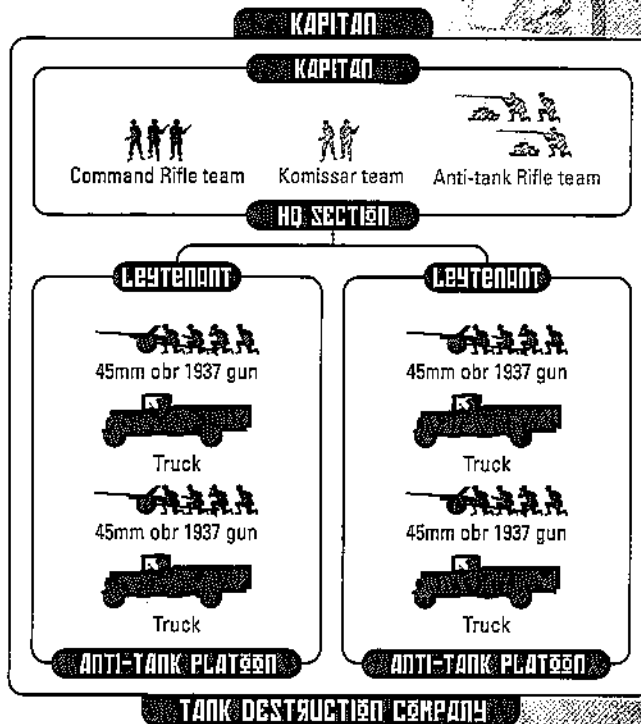 KAPITAN
KAPITAN
Command Rifle team
Komissar team
Anti-tank Rifle team
HQ SECTION
LEYTENANT
45mm obr 1937 gun
Truck
45mm obr 1937 gun
Truck
ANTI-TANK PLATOON
LEYTENANT
45mm obr 1937 gun
Truck
45mm obr 1937 gun
Truck
ANTI-TANK PLATOON
TANK DESTRUCTION COMPANY